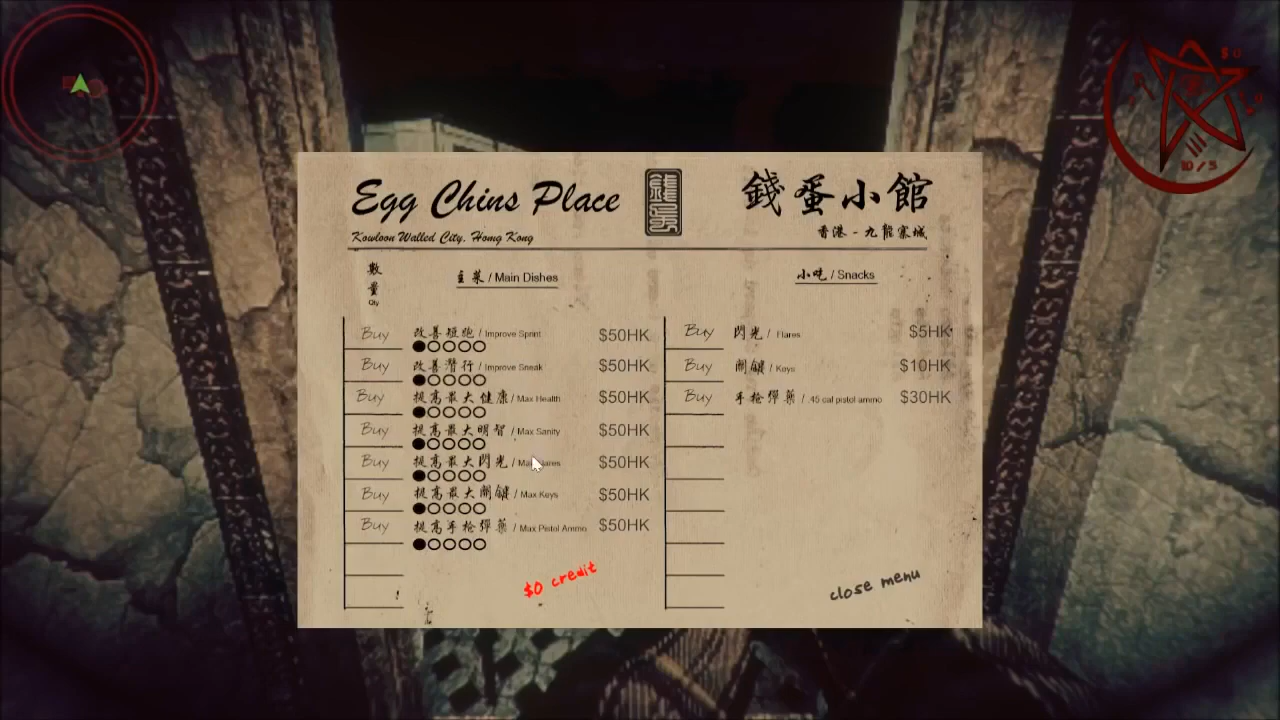 Egg Chins Place
錢蛋小館
Kowloon Walled City, Homg Kong
香港 - 九龍寨城
數量
Qty
主菜 / Main Dishes
小吃 / Snacks
Buy 改善短跑 / Improve Sprint $50HK
Buy 改善潛行 / Improve Sneak $50HK
Buy 提高最大健康 / Max Health $50HK
Buy 提高最大明智 / Max Sanity $50HK
Buy 提高最大閃光 / Max Flares $50HK
Buy 提高最大開鍵 / Max Keys $50HK
Buy 提高手槍彈藥 / Max Pistol Ammo $50HK
Buy 閃光 / Flares $5HK
Buy 開鍵 / Keys $10HK
Buy 手槍彈藥 / .45 cal pistol ammo $30HK
$0 credit
close menu
$0
10/5